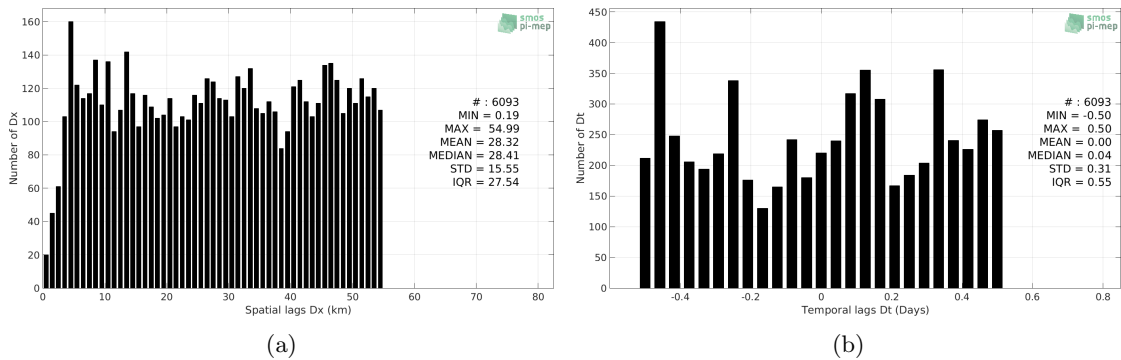 160
140
120
100
80
60
40
20
0
Number of Dx
smos
pi-mep
# : 6093
MIN = 0.19
MAX = 54.99
MEAN = 28.32
MEDIAN = 28.41
STD = 15.55
IQR = 27.54
0 10 20 30 40 50 60 70 80
Spatial lags Dx (km)
(a)
450
400
350
300
250
200
150
100
50
0
Number of Dt
smos
pi-mep
# : 6093
MIN = -0.50
MAX = 0.50
MEAN = 0.00
MEDIAN = 0.04
STD = 0.31
IQR = 0.55
-0.4 -0.2 0 0.2 0.4 0.6 0.8
Temporal lags Dt (Days)
(b)